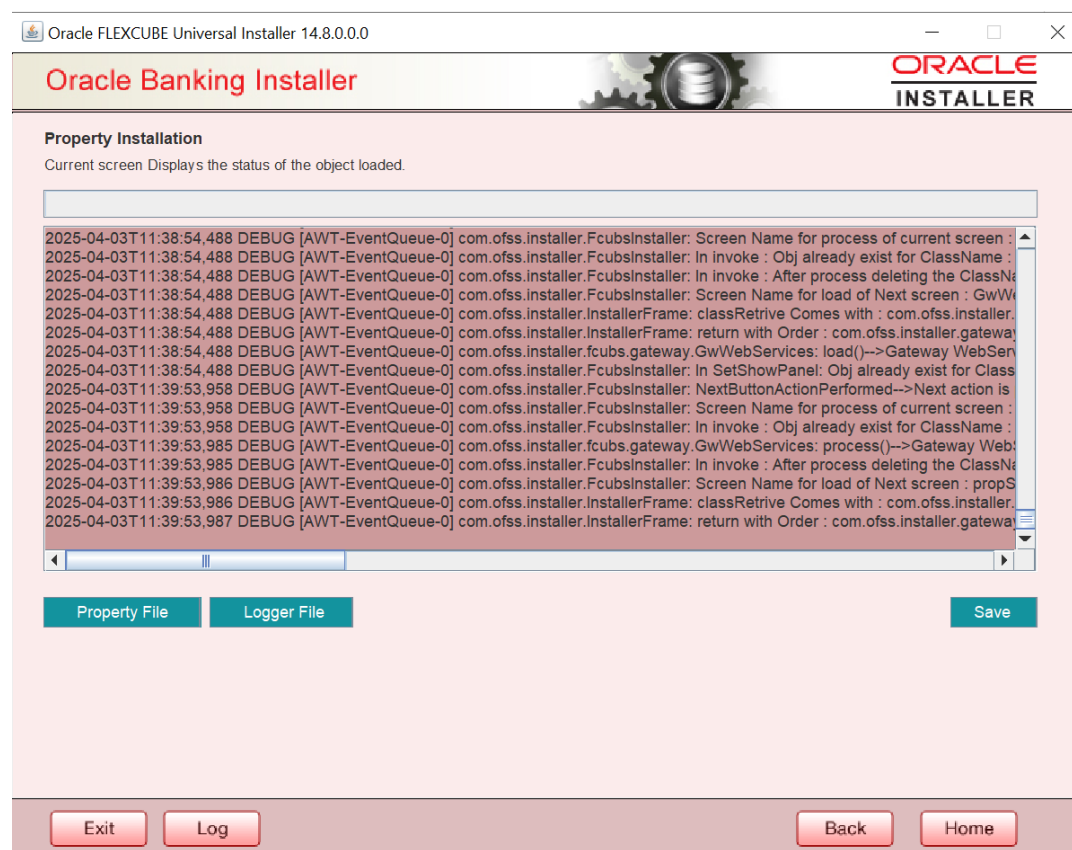 Oracle FLEXCUBE Universal Installer 14.8.0.0.0
Oracle Banking Installer
ORACLE
INSTALLER
Property Installation
Current screen Displays the status of the object loaded.
2025-04-03T11:38:54,488 DEBUG [AWT-EventQueue-0] com.ofss.installer.FcubsInstaller: Screen Name for process of current screen :
2025-04-03T11:38:54,488 DEBUG [AWT-EventQueue-0] com.ofss.installer.FcubsInstaller: In invoke : Obj already exist for ClassName :
2025-04-03T11:38:54,488 DEBUG [AWT-EventQueue-0] com.ofss.installer.FcubsInstaller: In invoke : After process deleting the ClassNa
2025-04-03T11:38:54,488 DEBUG [AWT-EventQueue-0] com.ofss.installer.FcubsInstaller: Screen Name for load of Next screen : GwWe
2025-04-03T11:38:54,488 DEBUG [AWT-EventQueue-0] com.ofss.installer.InstallerFrame: classRetrive Comes with : com.ofss.installer.
2025-04-03T11:38:54,488 DEBUG [AWT-EventQueue-0] com.ofss.installer.InstallerFrame: return with Order : com.ofss.installer.gateway
2025-04-03T11:38:54,488 DEBUG [AWT-EventQueue-0] com.ofss.installer.fcubs.gateway.GwWebServices: load()-->Gateway WebServ
2025-04-03T11:38:54,488 DEBUG [AWT-EventQueue-0] com.ofss.installer.FcubsInstaller: In SetShowPanel: Obj already exist for Class
2025-04-03T11:39:53,958 DEBUG [AWT-EventQueue-0] com.ofss.installer.FcubsInstaller: NextButtonActionPerformed-->Next action is
2025-04-03T11:39:53,958 DEBUG [AWT-EventQueue-0] com.ofss.installer.FcubsInstaller: Screen Name for process of current screen :
2025-04-03T11:39:53,958 DEBUG [AWT-EventQueue-0] com.ofss.installer.FcubsInstaller: In invoke : Obj already exist for ClassName :
2025-04-03T11:39:53,985 DEBUG [AWT-EventQueue-0] com.ofss.installer.fcubs.gateway.GwWebServices: process()-->Gateway WebS
2025-04-03T11:39:53,985 DEBUG [AWT-EventQueue-0] com.ofss.installer.FcubsInstaller: In invoke : After process deleting the ClassNa
2025-04-03T11:39:53,986 DEBUG [AWT-EventQueue-0] com.ofss.installer.FcubsInstaller: Screen Name for load of Next screen : propS
2025-04-03T11:39:53,986 DEBUG [AWT-EventQueue-0] com.ofss.installer.InstallerFrame: classRetrive Comes with : com.ofss.installer.
2025-04-03T11:39:53,987 DEBUG [AWT-EventQueue-0] com.ofss.installer.InstallerFrame: return with Order : com.ofss.installer.gateway
Property File
Logger File
Save
Exit
Log
Back
Home